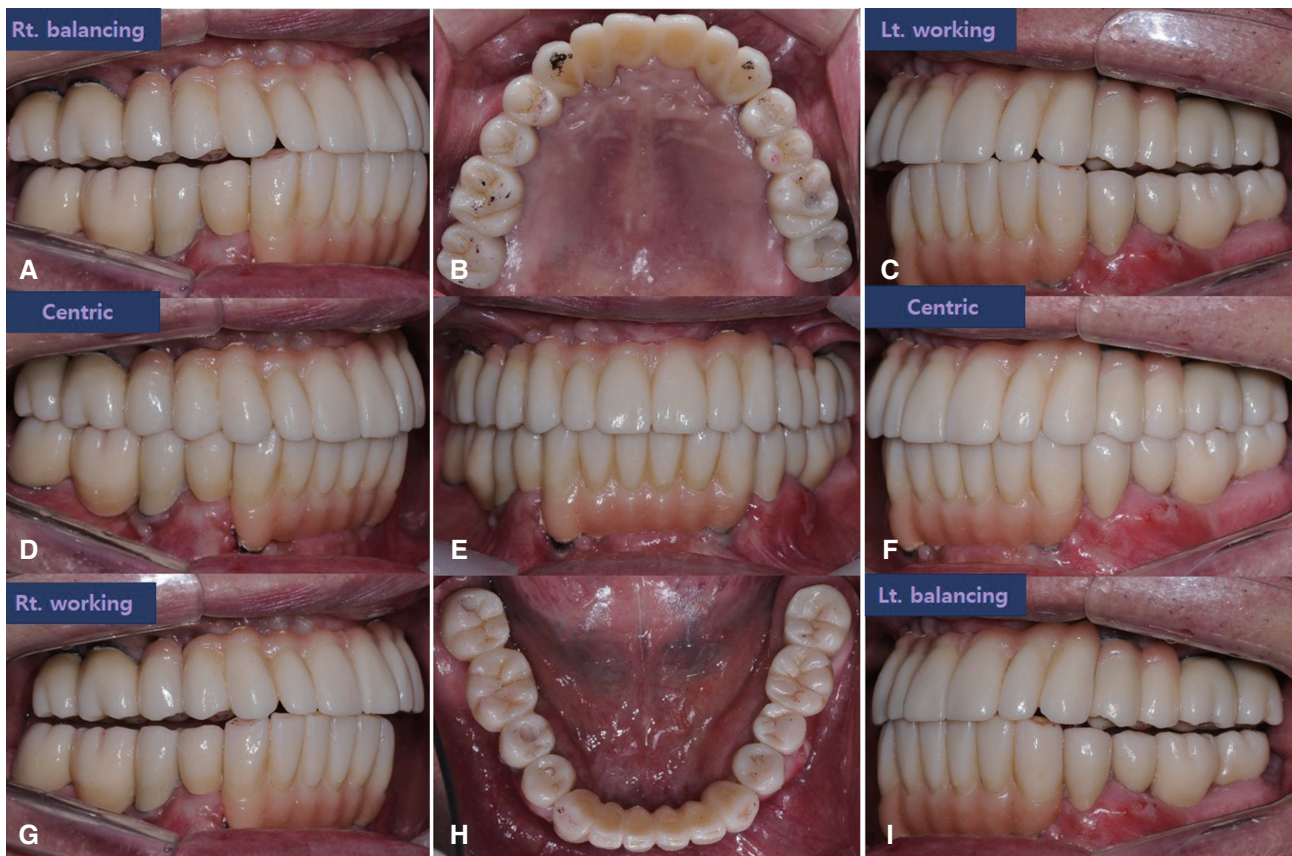 Rt. balancing
A
B
Lt. working
C
Centric
D
E
Centric
F
Rt. working
G
H
Lt. balancing
I